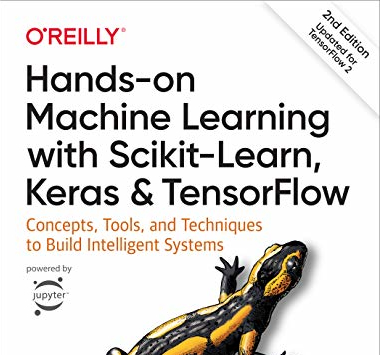 O'REILLY®
2nd Edition
Updated for
TensorFlow 2
Hands-on
Machine Learning
with Scikit-Learn,
Keras & TensorFlow
Concepts, Tools, and Techniques
to Build Intelligent Systems
powered by
jupyter